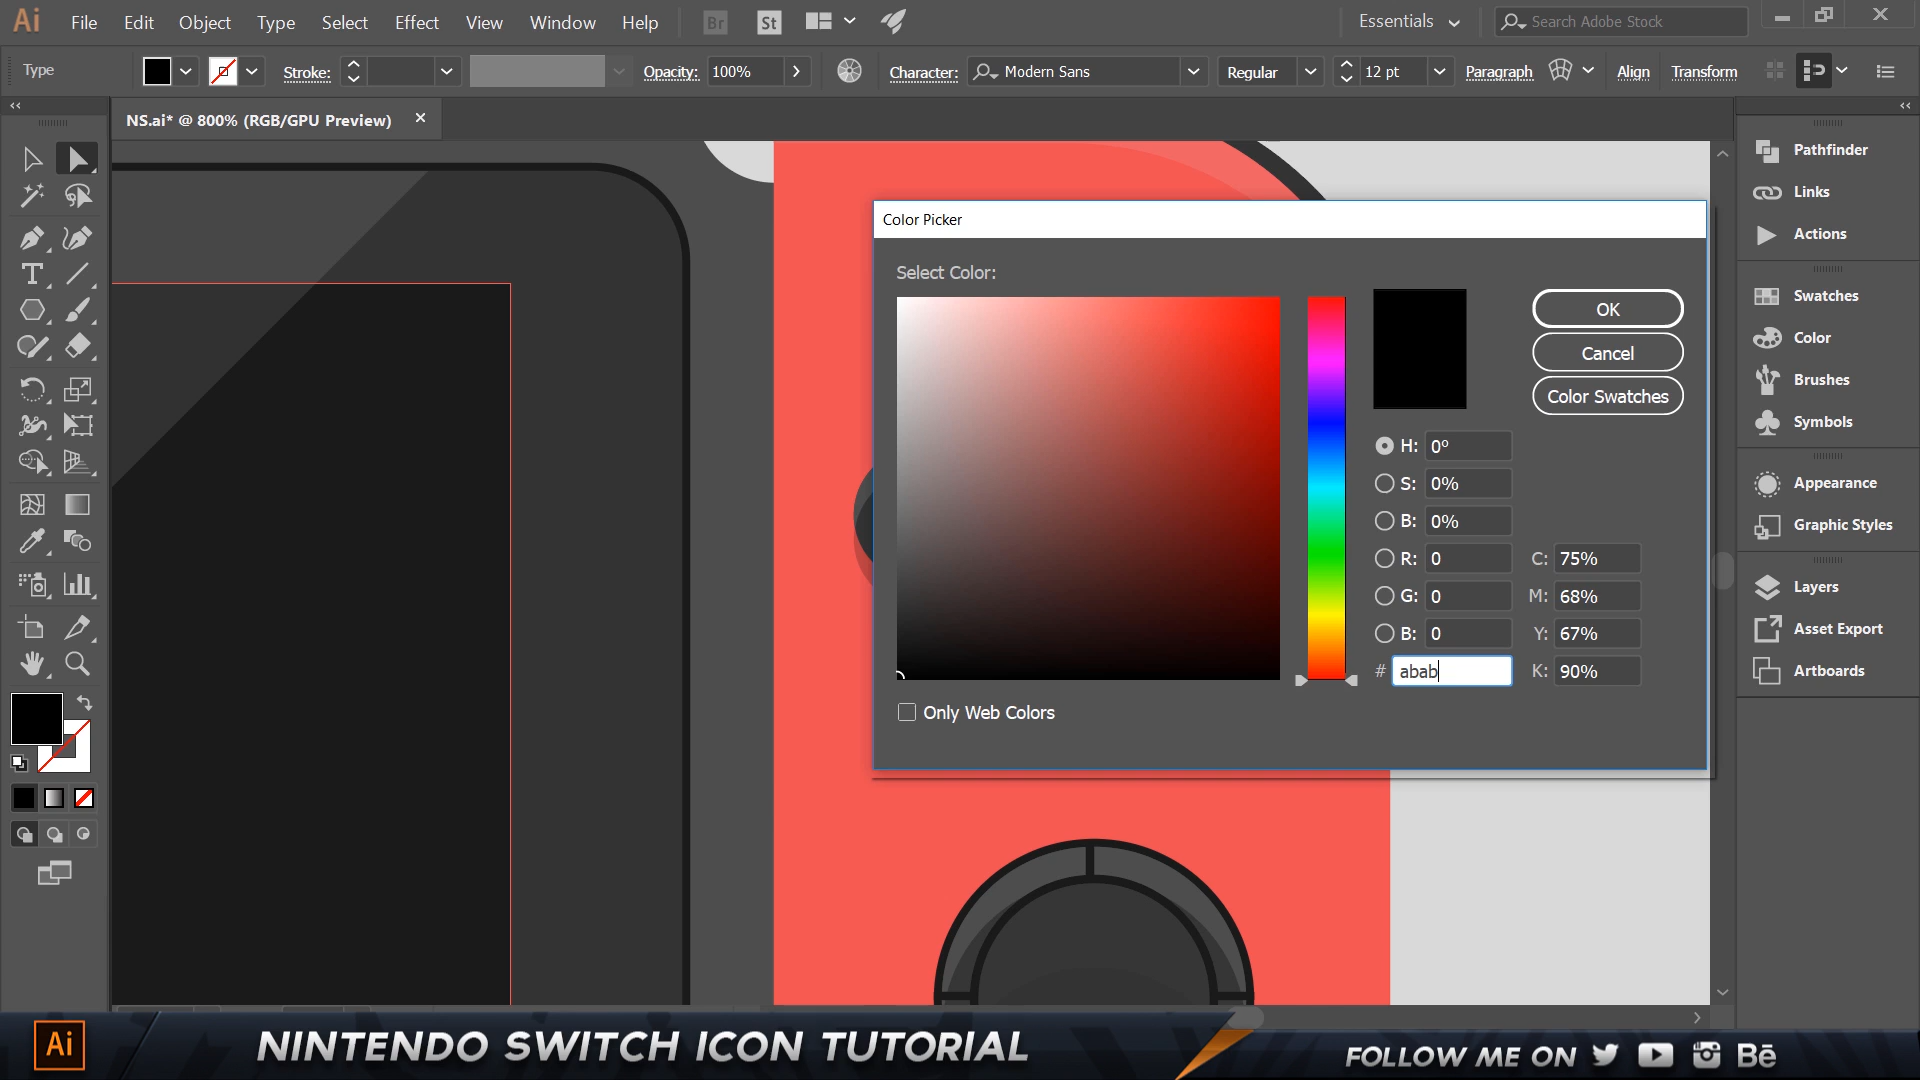 Ai File Edit Object Type Select Effect View Window Help Br St Essentials Search Adobe Stock
Type Stroke: Opacity: 100% Character: Modern Sans Regular 12 pt Paragraph Align Transform
NS.ai* @ 800% (RGB/GPU Preview)
Color Picker
Select Color:
OK
Cancel
Color Swatches
H: 0º
S: 0%
B: 0%
R: 0 C: 75%
G: 0 M: 68%
B: 0 Y: 67%
# abab K: 90%
Only Web Colors
Pathfinder
Links
Actions
Swatches
Color
Brushes
Symbols
Appearance
Graphic Styles
Layers
Asset Export
Artboards
Ai NINTENDO SWITCH ICON TUTORIAL
FOLLOW ME ON Bē